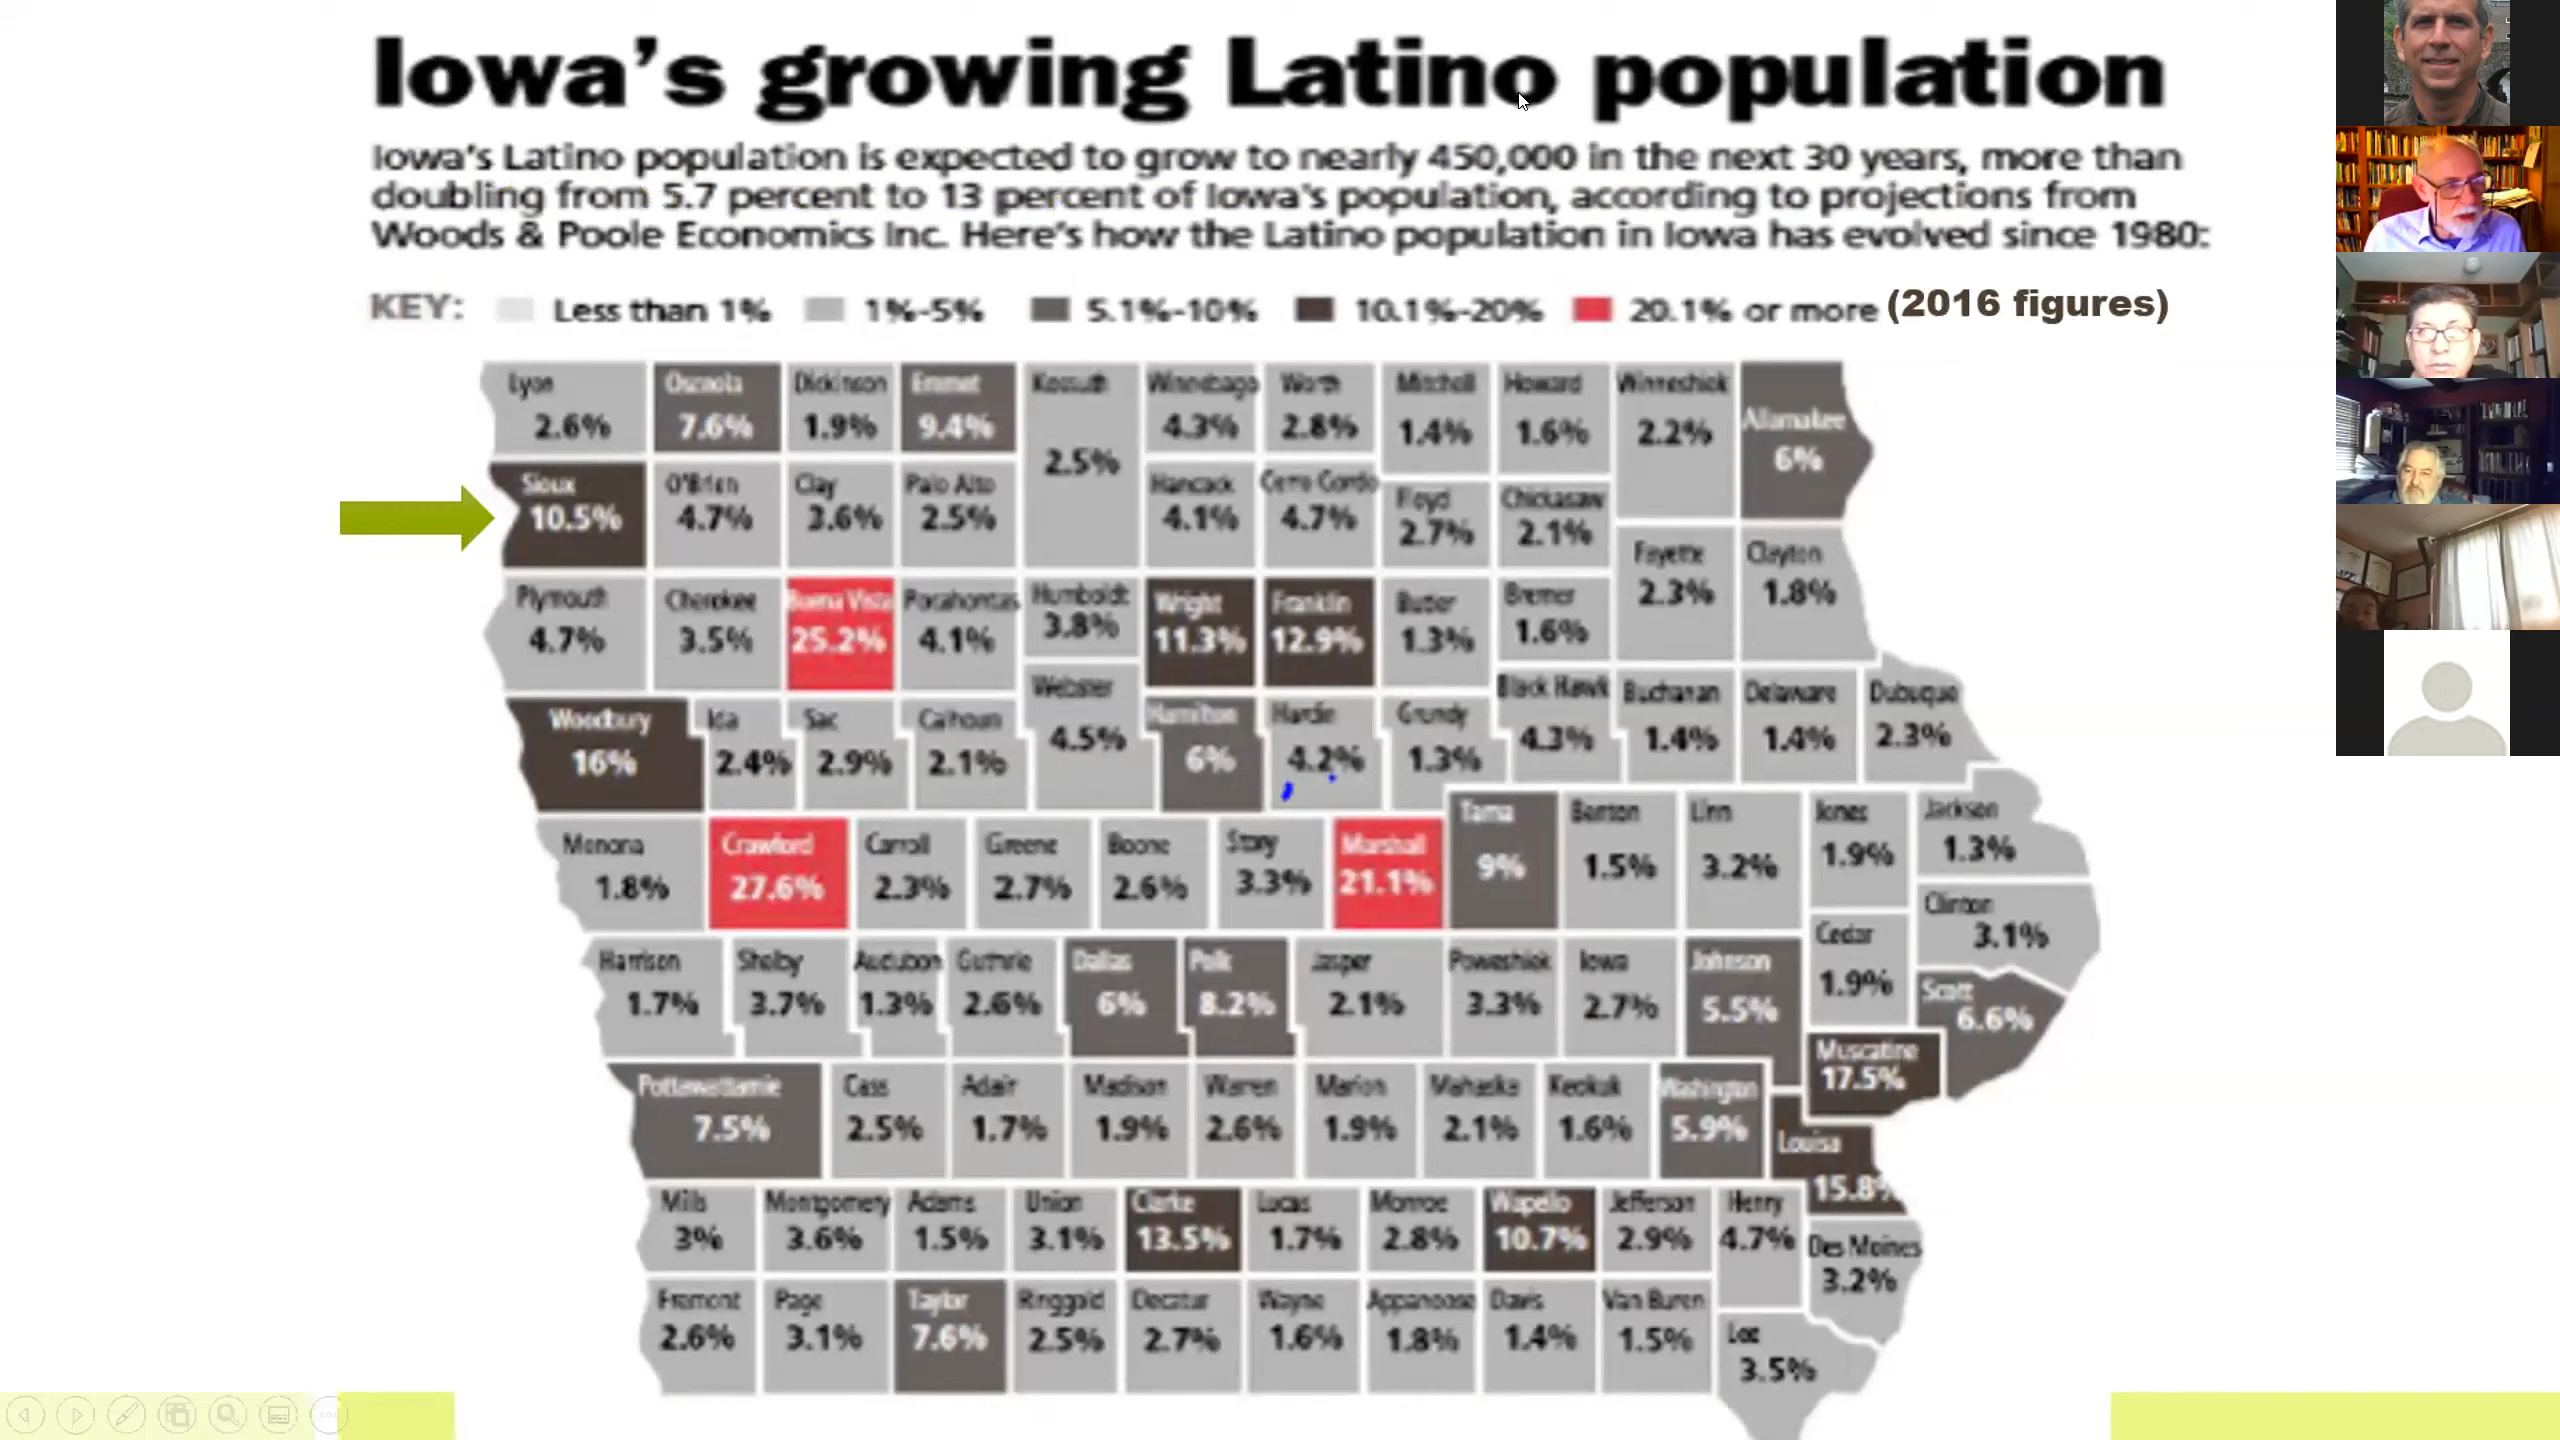 Iowa's growing Latino population
Iowa's Latino population is expected to grow to nearly 450,000 in the next 30 years, more than
doubling from 5.7 percent to 13 percent of Iowa's population, according to projections from
Woods & Poole Economics Inc. Here's how the Latino population in Iowa has evolved since 1980:
KEY: Less than 1% 1%-5% 5.1%-10% 10.1%-20% 20.1% or more (2016 figures)
Lyon Osceola Dickinson Emmet Kossuth Winnebago Worth Mitchell Howard Winneshiek Allamakee
2.6% 7.6% 1.9% 9.4% 2.5% 4.3% 2.8% 1.4% 1.6% 2.2% 6%
Sioux O'Brien Clay Palo Alto Hancock Cerro Gordo Floyd Chickasaw
10.5% 4.7% 3.6% 2.5% 4.1% 4.7% 2.7% 2.1%
Fayette Clayton
2.3% 1.8%
Plymouth Cherokee Buena Vista Pocahontas Humboldt Wright Franklin Butler Bremer
4.7% 3.5% 25.2% 4.1% 3.8% 11.3% 12.9% 1.3% 1.6%
Woodbury Ida Sac Calhoun Webster Hamilton Hardin Grundy Black Hawk Buchanan Delaware Dubuque
16% 2.4% 2.9% 2.1% 4.5% 6% 4.2% 1.3% 4.3% 1.4% 1.4% 2.3%
Monona Crawford Carroll Greene Boone Story Marshall Tama Benton Linn Jones Jackson
1.8% 27.6% 2.3% 2.7% 2.6% 3.3% 21.1% 9% 1.5% 3.2% 1.9% 1.3%
Clinton
3.1%
Harrison Shelby Audubon Guthrie Dallas Polk Jasper Poweshiek Iowa Johnson Cedar Scott
1.7% 3.7% 1.3% 2.6% 6% 8.2% 2.1% 3.3% 2.7% 5.5% 1.9% 6.6%
Muscatine
17.5%
Pottawattamie Cass Adair Madison Warren Marion Mahaska Keokuk Washington Louisa
7.5% 2.5% 1.7% 1.9% 2.6% 1.9% 2.1% 1.6% 5.9% 15.8%
Mills Montgomery Adams Union Clarke Lucas Monroe Wapello Jefferson Henry Des Moines
3% 3.6% 1.5% 3.1% 13.5% 1.7% 2.8% 10.7% 2.9% 4.7% 3.2%
Fremont Page Taylor Ringgold Decatur Wayne Appanoose Davis Van Buren Lee
2.6% 3.1% 7.6% 2.5% 2.7% 1.6% 1.8% 1.4% 1.5% 3.5%